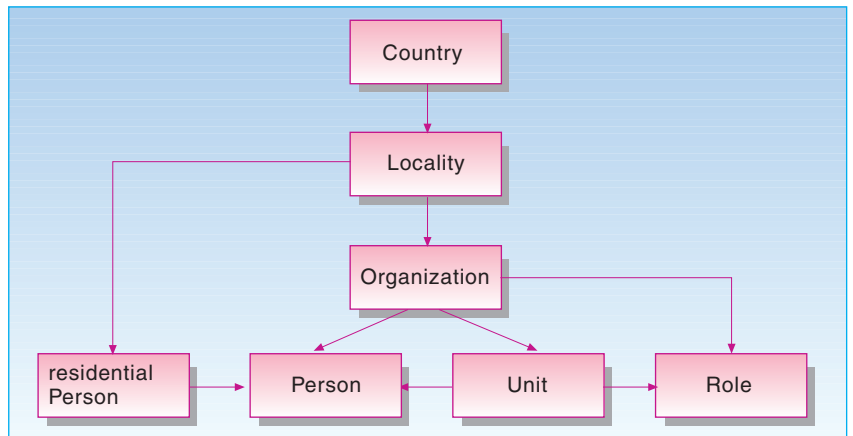 Country
Locality
Organization
residential
Person
Person
Unit
Role